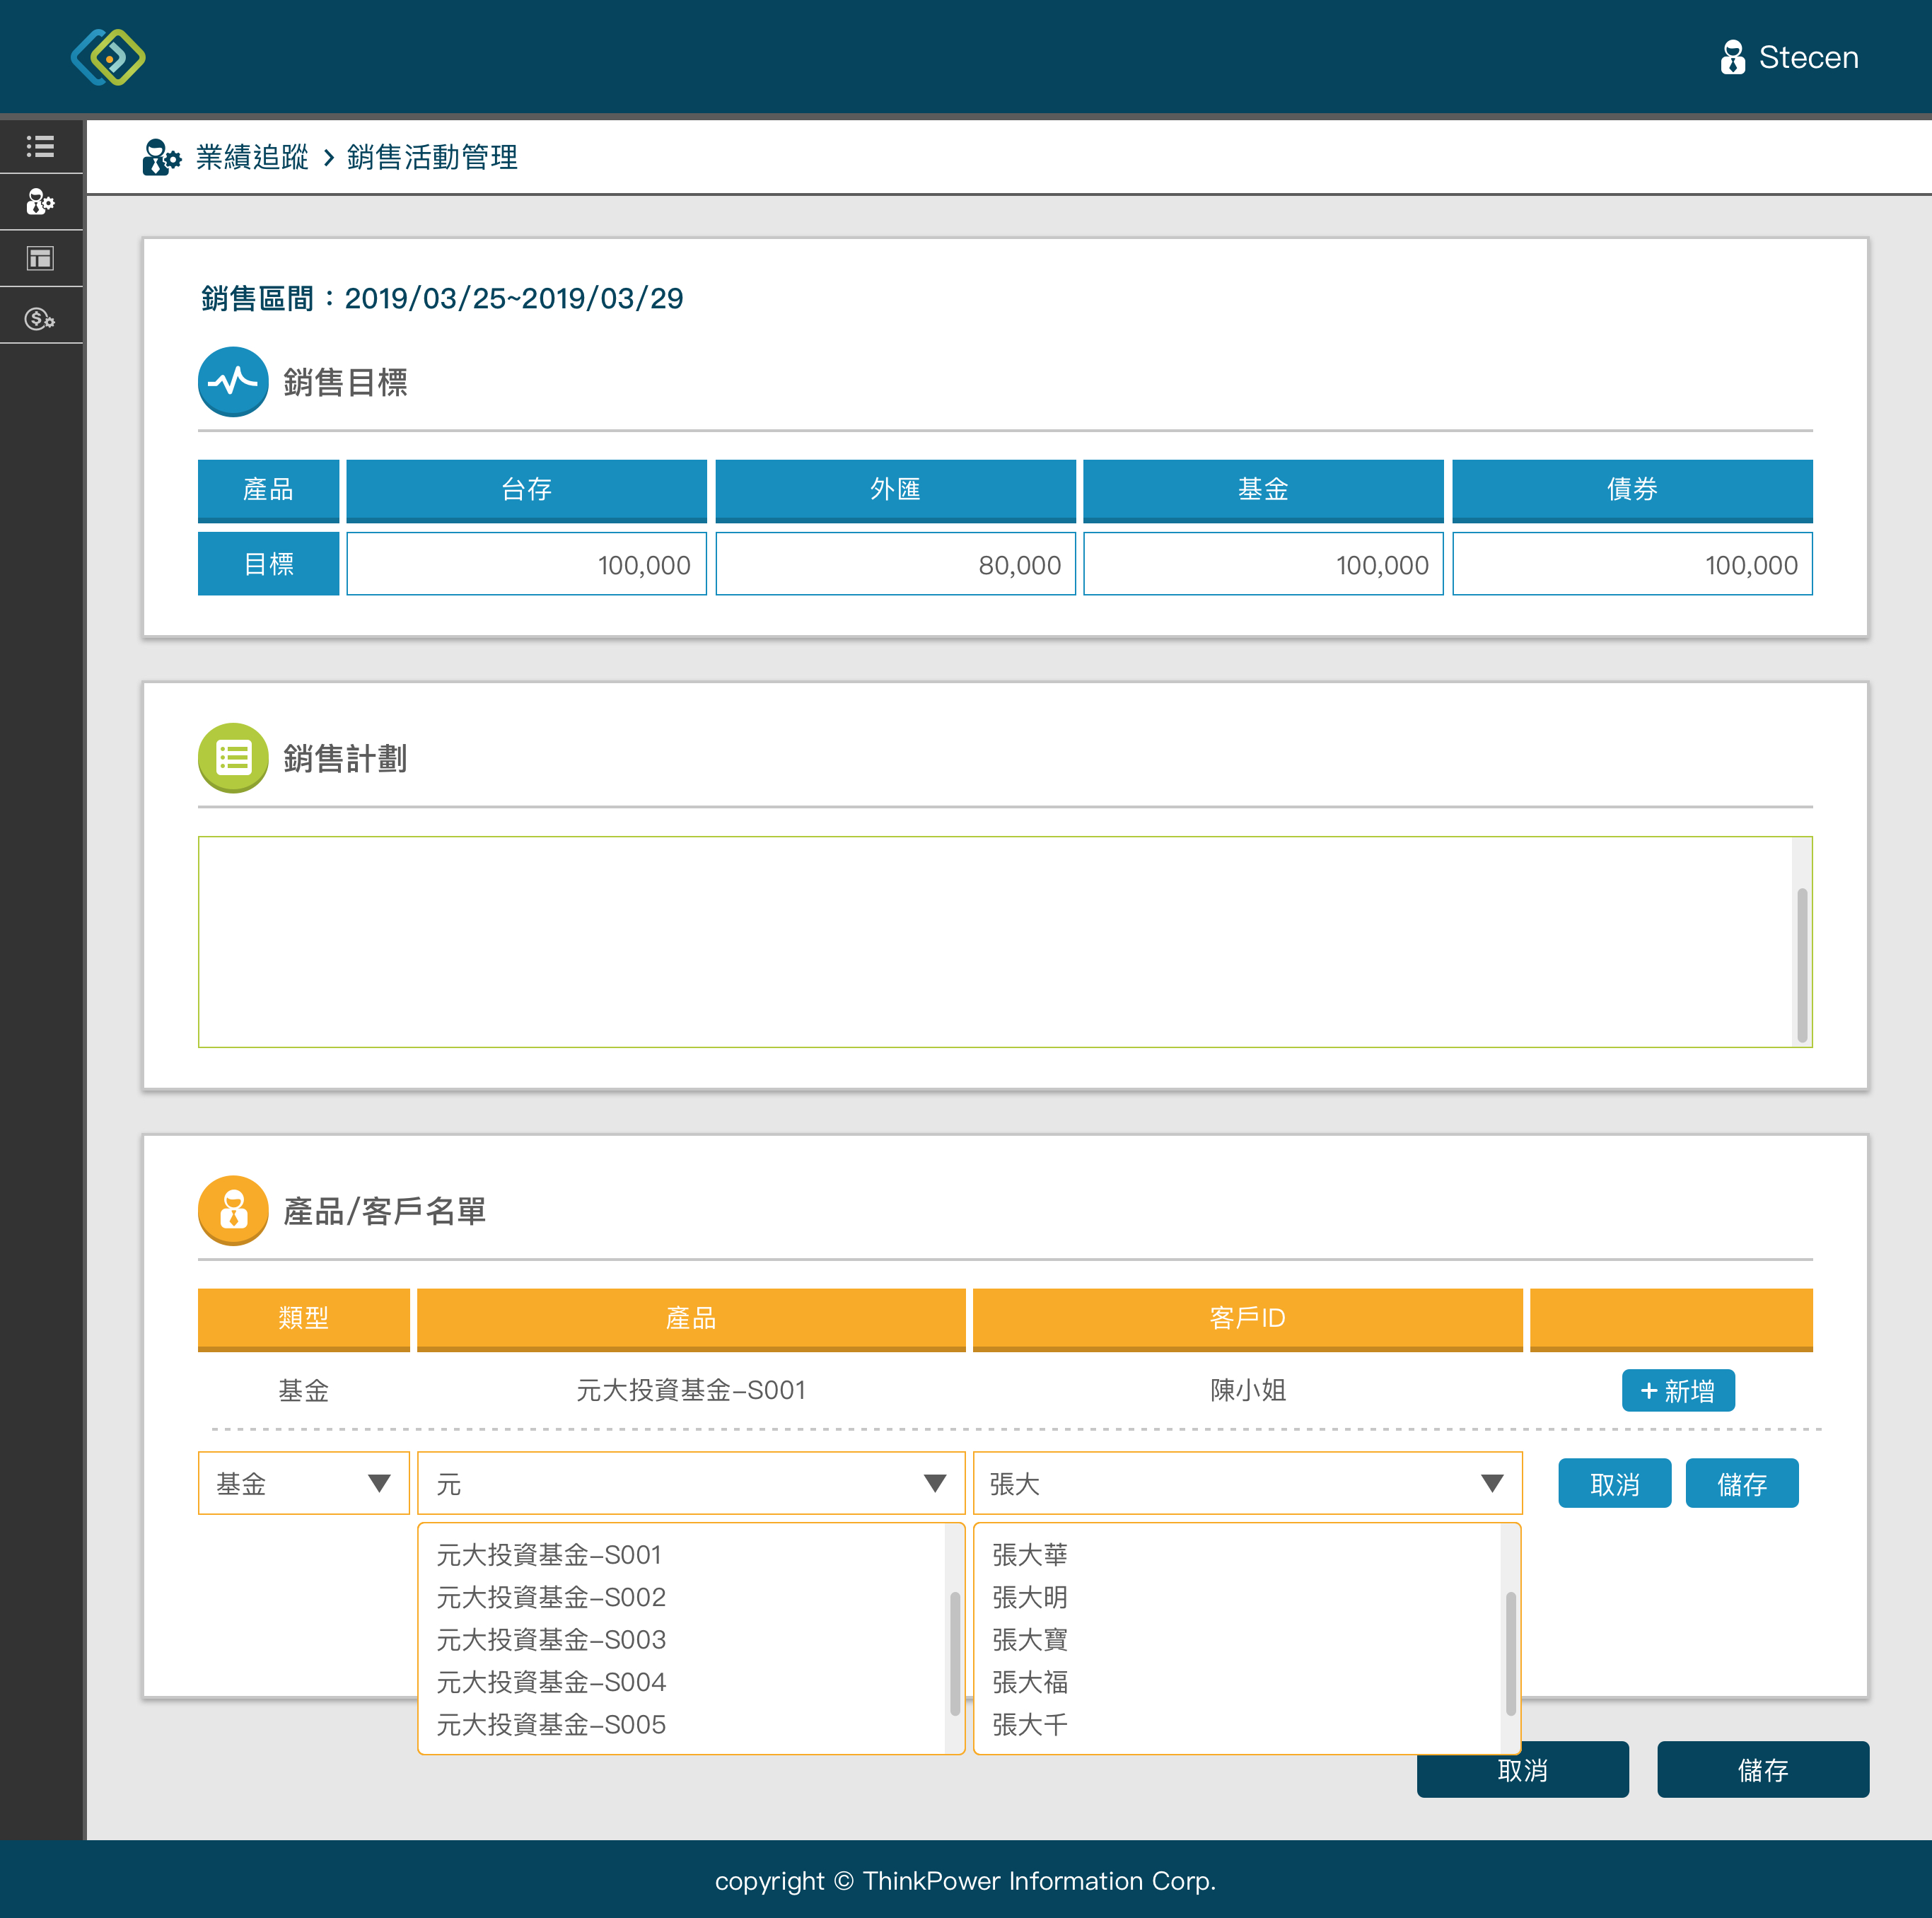 Stecen
業績追蹤 > 銷售活動管理
銷售區間：2019/03/25~2019/03/29
銷售目標
產品 台存 外匯 基金 債券
目標 100,000 80,000 100,000 100,000
銷售計劃
產品/客戶名單
類型 產品 客戶ID
基金 元大投資基金-S001 陳小姐 + 新增
基金 元 張大 取消 儲存
元大投資基金-S001 張大華
元大投資基金-S002 張大明
元大投資基金-S003 張大寶
元大投資基金-S004 張大福
元大投資基金-S005 張大千
取消 儲存
copyright © ThinkPower Information Corp.